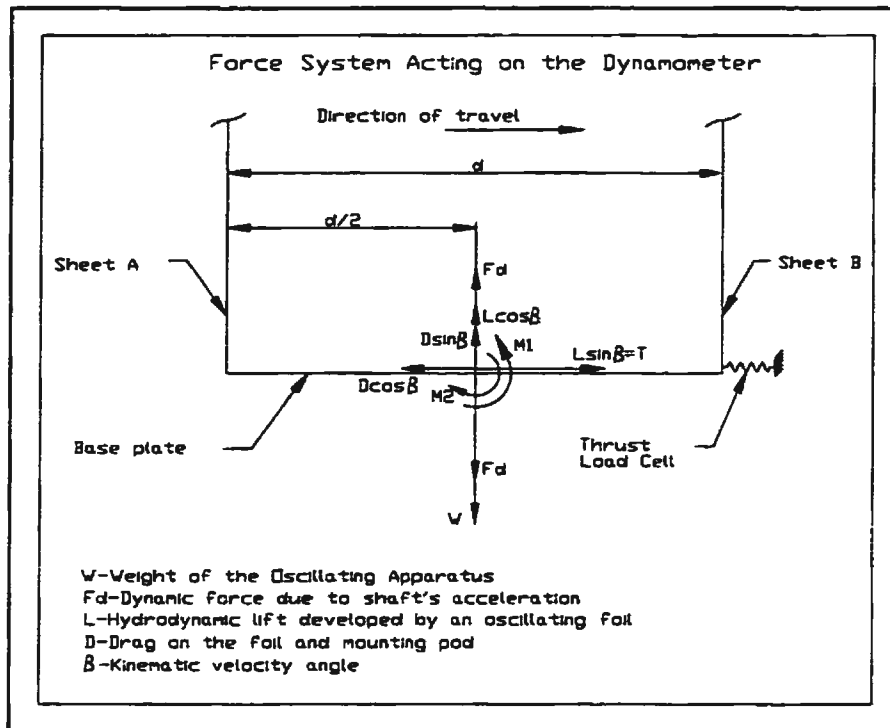 Force System Acting on the Dynamometer
Direction of travel
d
d/2
Sheet A
Sheet B
Fd
Lcosβ
Dsinβ
M1
Lsinβ=T
Dcosβ
M2
Base plate
Thrust
Load Cell
Fd
W
W-Weight of the Oscillating Apparatus
Fd-Dynamic force due to shaft's acceleration
L-Hydrodynamic lift developed by an oscillating foil
D-Drag on the foil and mounting pod
β-Kinematic velocity angle